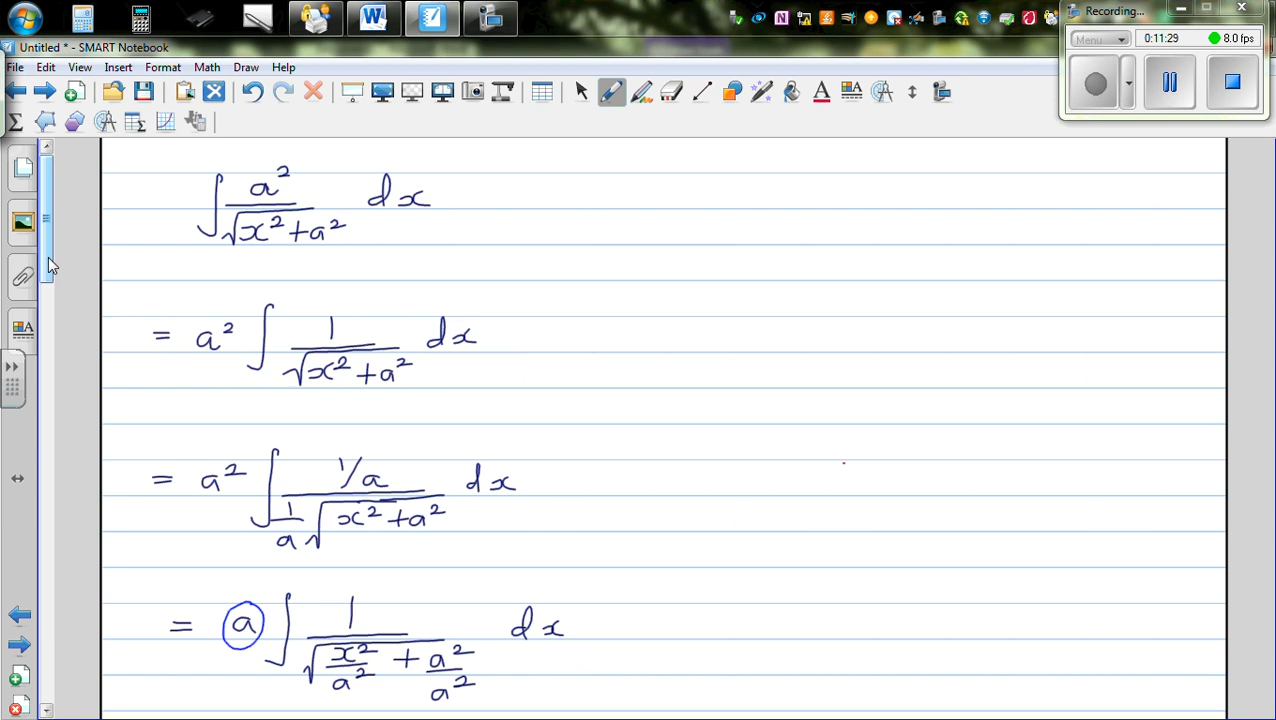 Recording...
Menu
0:11:29
8.0 fps
Untitled * - SMART Notebook
File Edit View Insert Format Math Draw Help
∫ a²/√(x²+a²) dx
= a² ∫ 1/√(x²+a²) dx
= a² ∫ (1/a)/((1/a)√(x²+a²)) dx
= a ∫ 1/√(x²/a² + a²/a²) dx